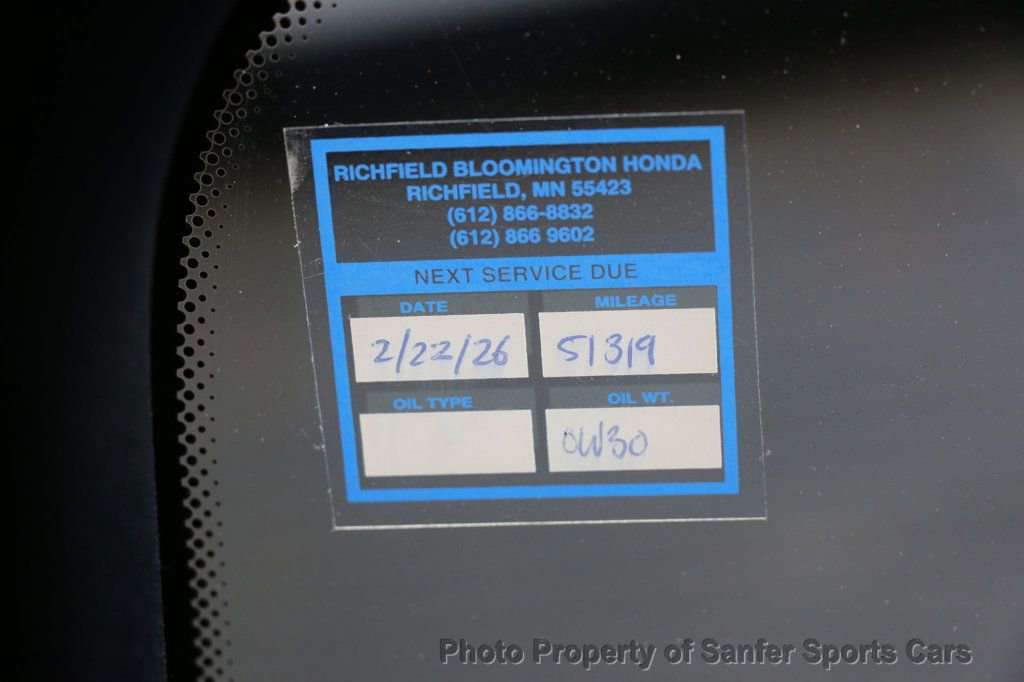 RICHFIELD BLOOMINGTON HONDA
RICHFIELD, MN 55423
(612) 866-8832
(612) 866 9602
NEXT SERVICE DUE
DATE MILEAGE
2/22/26 51319
OIL TYPE OIL WT.
0W30
Photo Property of Sanfer Sports Cars